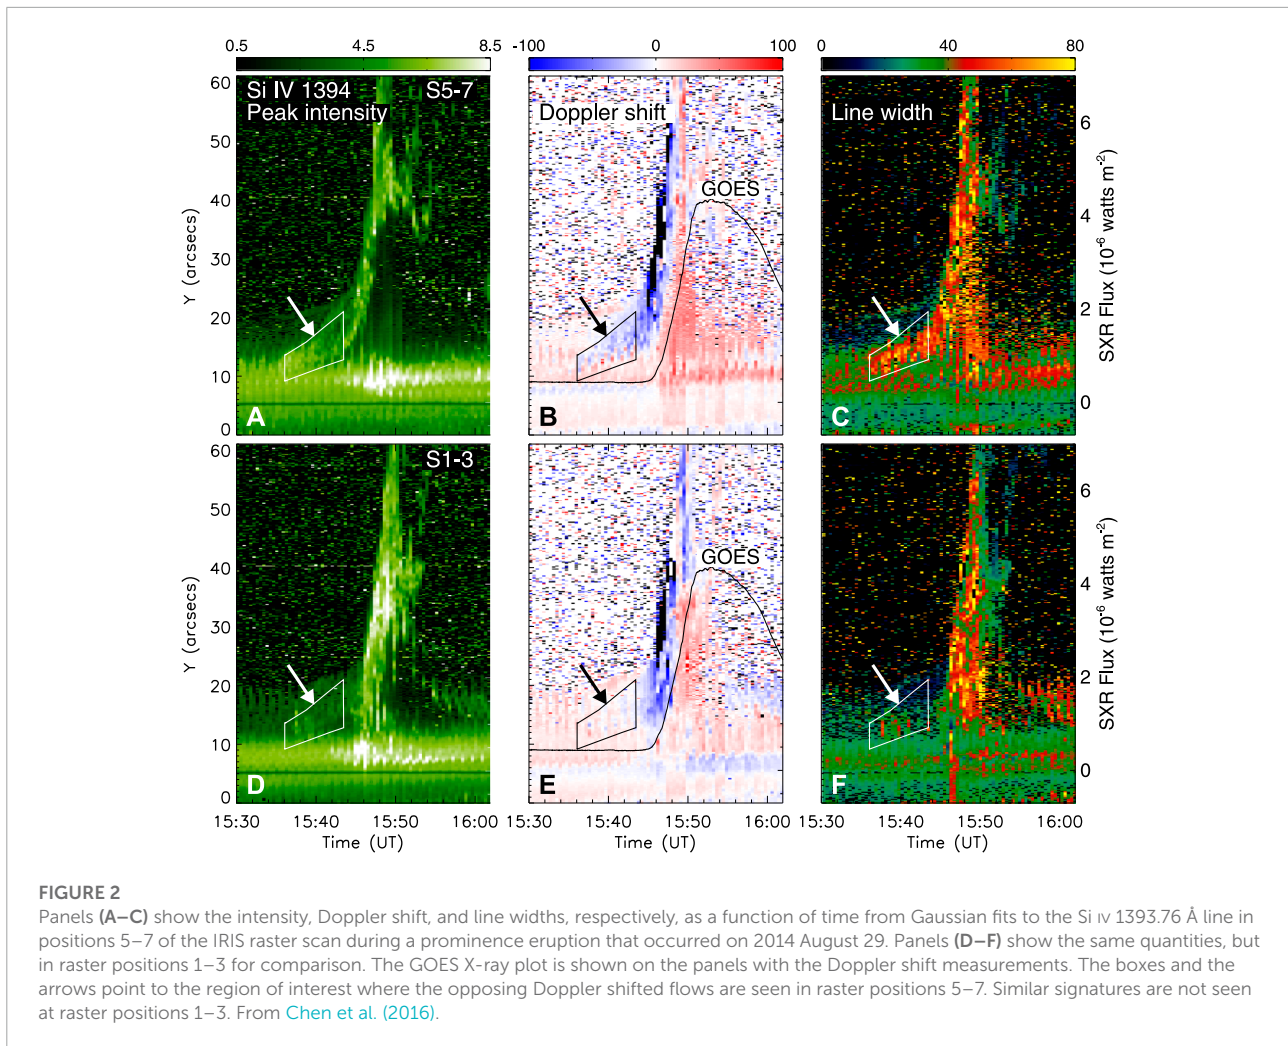 0.5 4.5 8.5
-100 0 100
0 40 80
Si IV 1394
Peak intensity
S5-7
Doppler shift
Line width
GOES
60
50
40
30
20
10
0
Y (arcsecs)
6
4
2
0
SXR Flux (10⁻⁶ watts m⁻²)
A
B
C
S1-3
GOES
60
50
40
30
20
10
0
Y (arcsecs)
6
4
2
0
SXR Flux (10⁻⁶ watts m⁻²)
D
E
F
15:30 15:40 15:50 16:00
15:30 15:40 15:50 16:00
15:30 15:40 15:50 16:00
Time (UT)
Time (UT)
Time (UT)
FIGURE 2
Panels (A–C) show the intensity, Doppler shift, and line widths, respectively, as a function of time from Gaussian fits to the Si IV 1393.76 Å line in
positions 5–7 of the IRIS raster scan during a prominence eruption that occurred on 2014 August 29. Panels (D–F) show the same quantities, but
in raster positions 1–3 for comparison. The GOES X-ray plot is shown on the panels with the Doppler shift measurements. The boxes and the
arrows point to the region of interest where the opposing Doppler shifted flows are seen in raster positions 5–7. Similar signatures are not seen
at raster positions 1–3. From Chen et al. (2016).